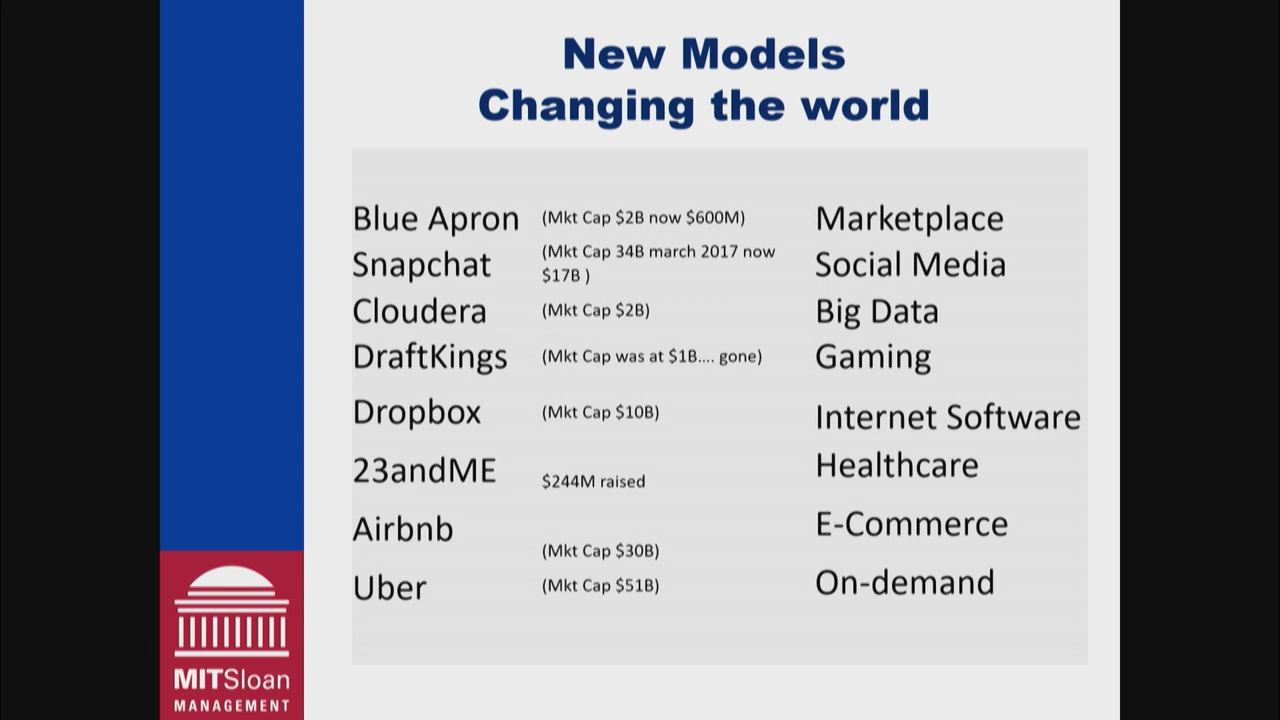 New Models
Changing the world
Blue Apron (Mkt Cap $2B now $600M) Marketplace
Snapchat (Mkt Cap 34B march 2017 now
$17B ) Social Media
Cloudera (Mkt Cap $2B) Big Data
DraftKings (Mkt Cap was at $1B.... gone) Gaming
Dropbox (Mkt Cap $10B) Internet Software
23andME $244M raised Healthcare
Airbnb (Mkt Cap $30B) E-Commerce
Uber (Mkt Cap $51B) On-demand
MITSloan
MANAGEMENT